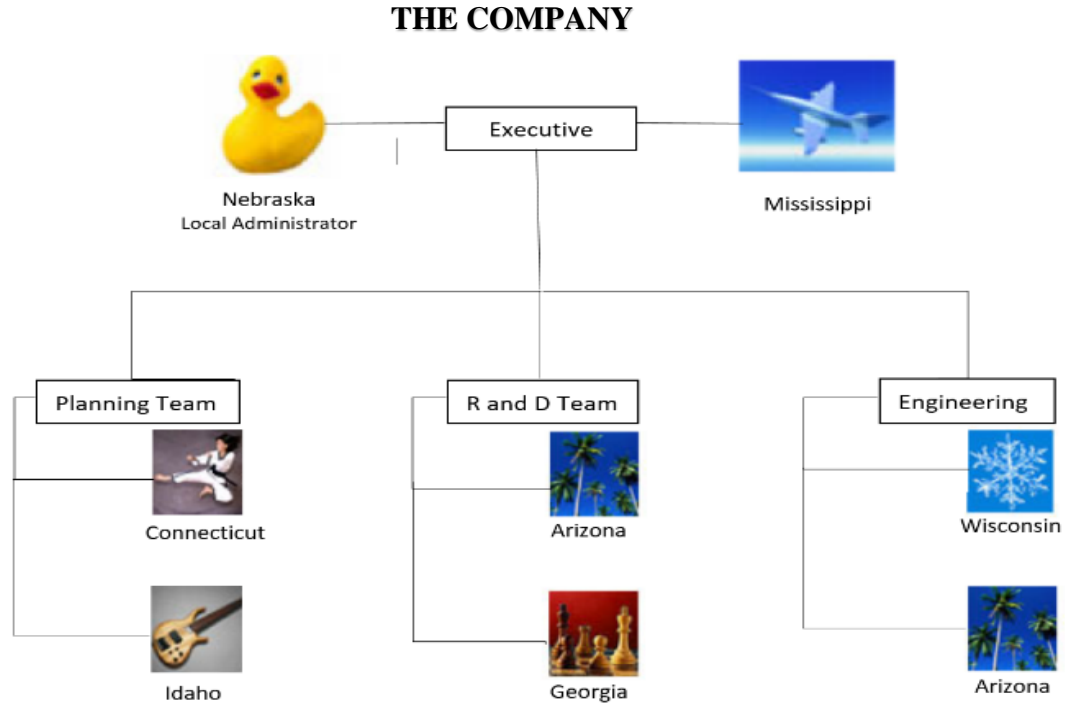 THE COMPANY
Executive
Nebraska
Local Administrator
Mississippi
Planning Team
R and D Team
Engineering
Connecticut
Arizona
Wisconsin
Idaho
Georgia
Arizona